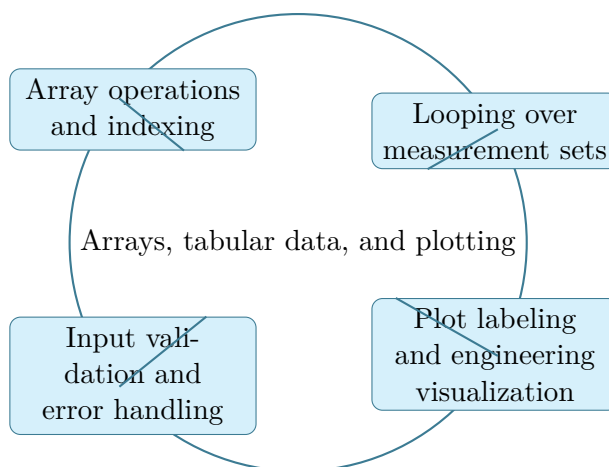 Array operations
and indexing
Looping over
measurement sets
Arrays, tabular data, and plotting
Input vali-
dation and
error handling
Plot labeling
and engineering
visualization